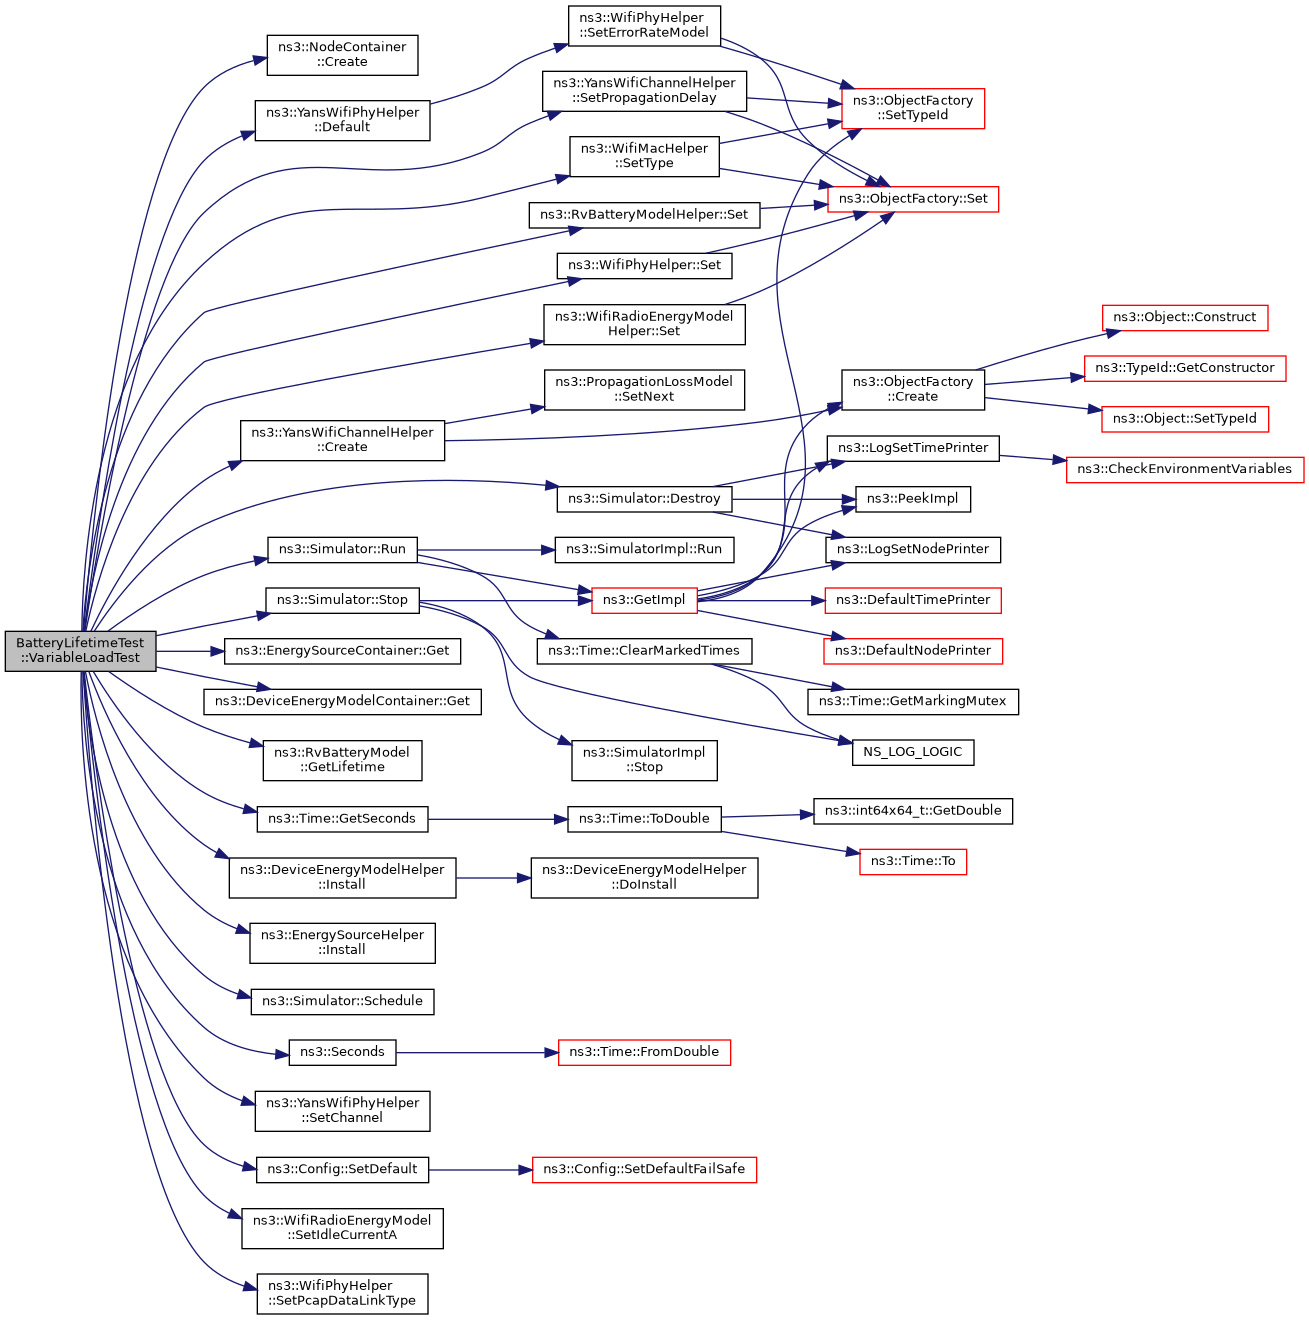 ns3::WifiPhyHelper
::SetErrorRateModel
ns3::NodeContainer
::Create
ns3::YansWifiChannelHelper
::SetPropagationDelay
ns3::ObjectFactory
::SetTypeId
ns3::YansWifiPhyHelper
::Default
ns3::WifiMacHelper
::SetType
ns3::ObjectFactory::Set
ns3::RvBatteryModelHelper::Set
ns3::WifiPhyHelper::Set
ns3::WifiRadioEnergyModel
Helper::Set
ns3::Object::Construct
ns3::TypeId::GetConstructor
ns3::PropagationLossModel
::SetNext
ns3::ObjectFactory
::Create
ns3::Object::SetTypeId
ns3::YansWifiChannelHelper
::Create
ns3::LogSetTimePrinter
ns3::CheckEnvironmentVariables
ns3::Simulator::Destroy
ns3::PeekImpl
ns3::Simulator::Run
ns3::SimulatorImpl::Run
ns3::LogSetNodePrinter
ns3::Simulator::Stop
ns3::GetImpl
ns3::DefaultTimePrinter
BatteryLifetimeTest
::VariableLoadTest
ns3::EnergySourceContainer::Get
ns3::Time::ClearMarkedTimes
ns3::DefaultNodePrinter
ns3::DeviceEnergyModelContainer::Get
ns3::Time::GetMarkingMutex
ns3::RvBatteryModel
::GetLifetime
ns3::SimulatorImpl
::Stop
NS_LOG_LOGIC
ns3::Time::GetSeconds
ns3::Time::ToDouble
ns3::int64x64_t::GetDouble
ns3::Time::To
ns3::DeviceEnergyModelHelper
::Install
ns3::DeviceEnergyModelHelper
::DoInstall
ns3::EnergySourceHelper
::Install
ns3::Simulator::Schedule
ns3::Seconds
ns3::Time::FromDouble
ns3::YansWifiPhyHelper
::SetChannel
ns3::Config::SetDefault
ns3::Config::SetDefaultFailSafe
ns3::WifiRadioEnergyModel
::SetIdleCurrentA
ns3::WifiPhyHelper
::SetPcapDataLinkType